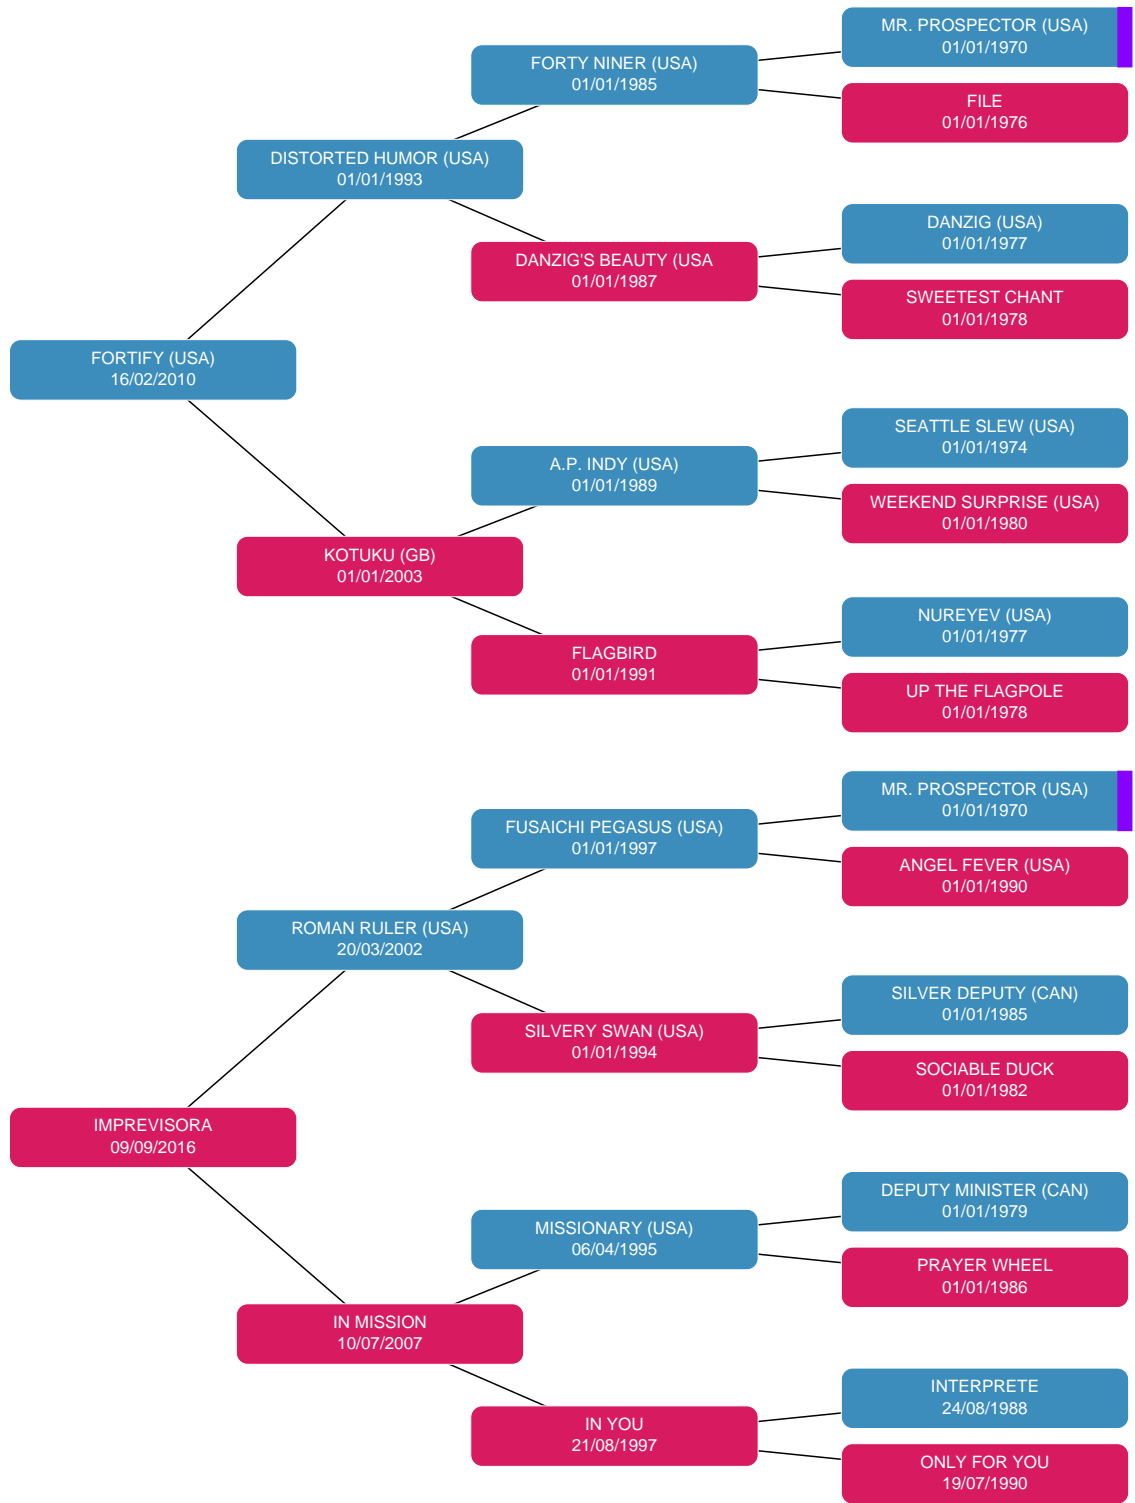 MR. PROSPECTOR (USA)
01/01/1970
FORTY NINER (USA)
01/01/1985
FILE
01/01/1976
DISTORTED HUMOR (USA)
01/01/1993
DANZIG (USA)
01/01/1977
DANZIG'S BEAUTY (USA
01/01/1987
SWEETEST CHANT
01/01/1978
FORTIFY (USA)
16/02/2010
SEATTLE SLEW (USA)
01/01/1974
A.P. INDY (USA)
01/01/1989
WEEKEND SURPRISE (USA)
01/01/1980
KOTUKU (GB)
01/01/2003
NUREYEV (USA)
01/01/1977
FLAGBIRD
01/01/1991
UP THE FLAGPOLE
01/01/1978
MR. PROSPECTOR (USA)
01/01/1970
FUSAICHI PEGASUS (USA)
01/01/1997
ANGEL FEVER (USA)
01/01/1990
ROMAN RULER (USA)
20/03/2002
SILVER DEPUTY (CAN)
01/01/1985
SILVERY SWAN (USA)
01/01/1994
SOCIABLE DUCK
01/01/1982
IMPREVISORA
09/09/2016
DEPUTY MINISTER (CAN)
01/01/1979
MISSIONARY (USA)
06/04/1995
PRAYER WHEEL
01/01/1986
IN MISSION
10/07/2007
INTERPRETE
24/08/1988
IN YOU
21/08/1997
ONLY FOR YOU
19/07/1990